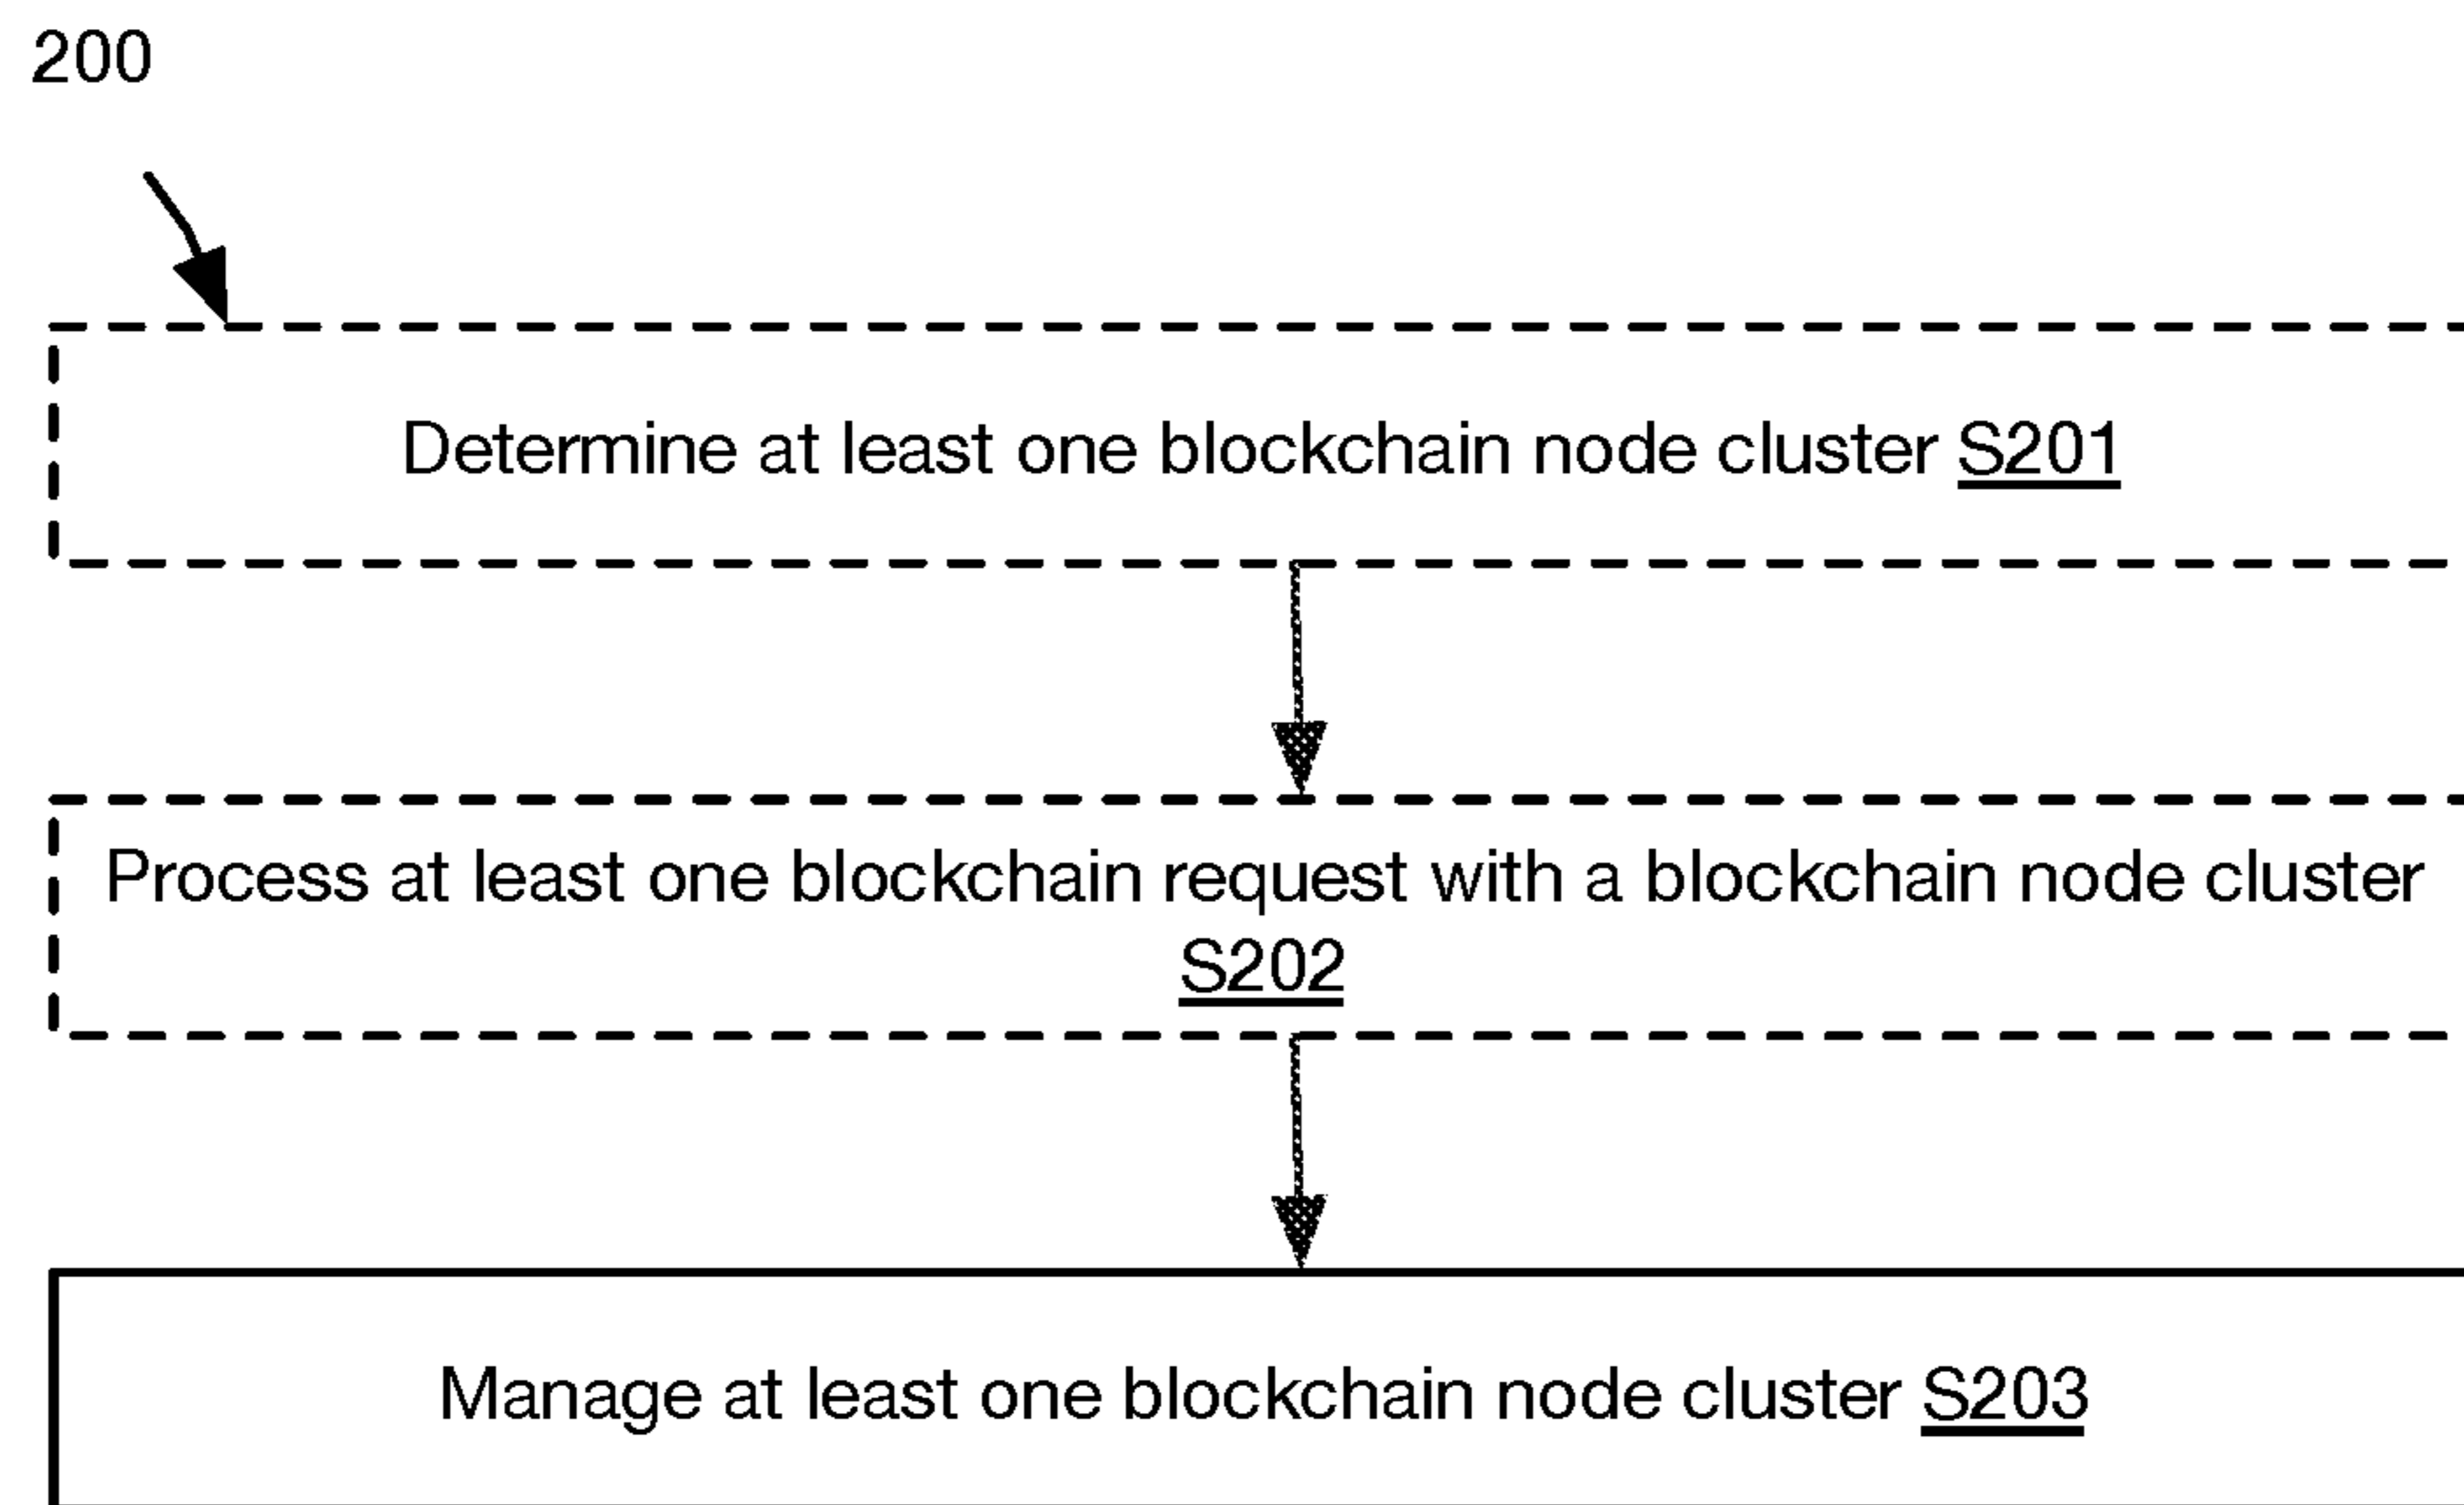 200
Determine at least one blockchain node cluster S201
Process at least one blockchain request with a blockchain node cluster
S202
Manage at least one blockchain node cluster S203